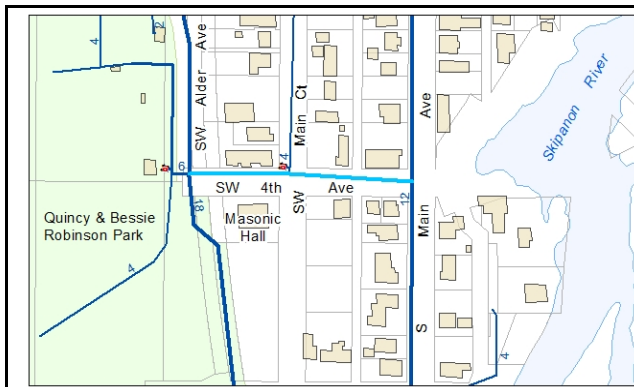 4
2
SW Alder Ave
SW Main Ct
Ave
Skipanon River
6
4
SW 4th Ave
Quincy & Bessie
Robinson Park
18
Masonic
Hall
12
S Main
4
4